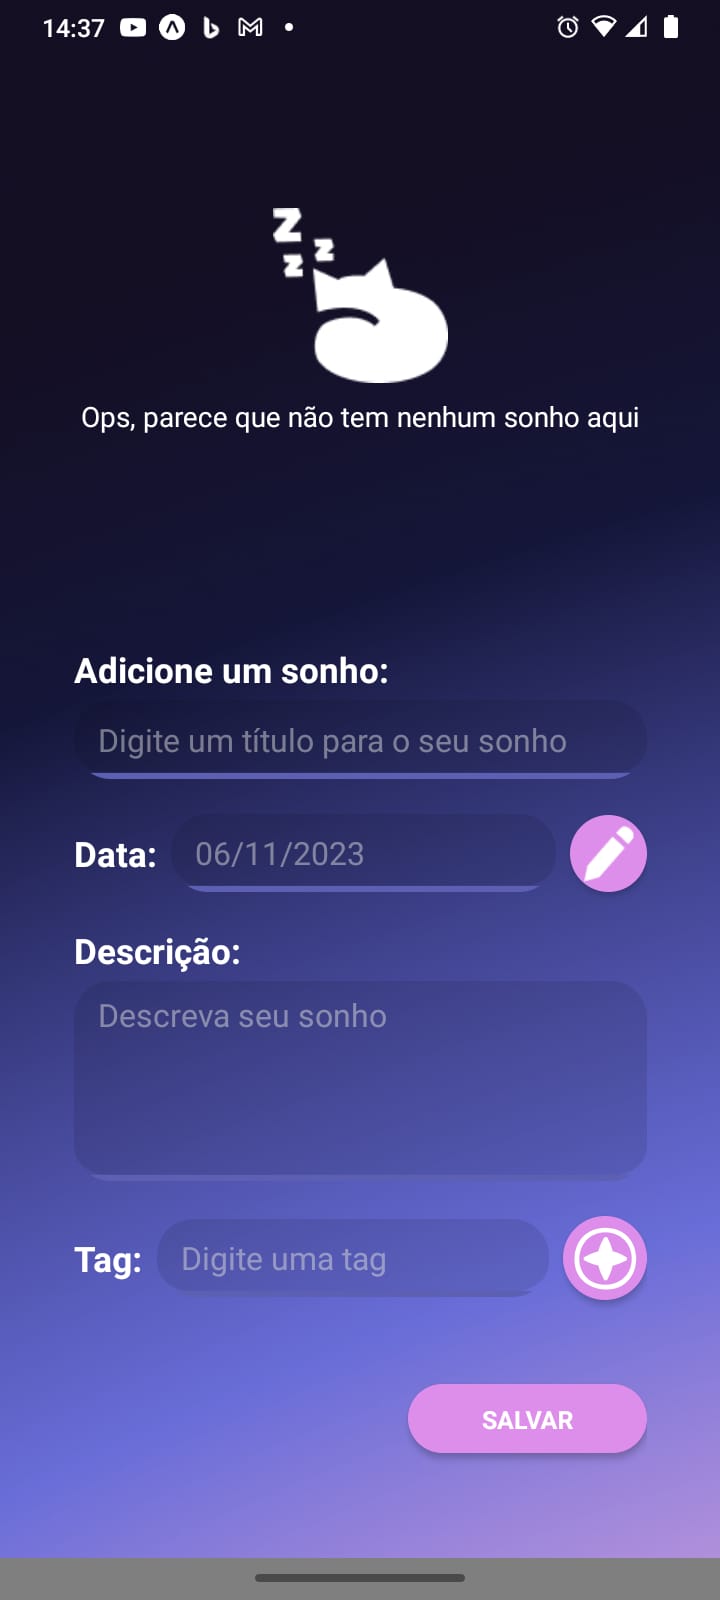 14:37
z
z
z
Ops, parece que não tem nenhum sonho aqui
Adicione um sonho:
Digite um título para o seu sonho
Data: 06/11/2023
Descrição:
Descreva seu sonho
Tag: Digite uma tag
SALVAR